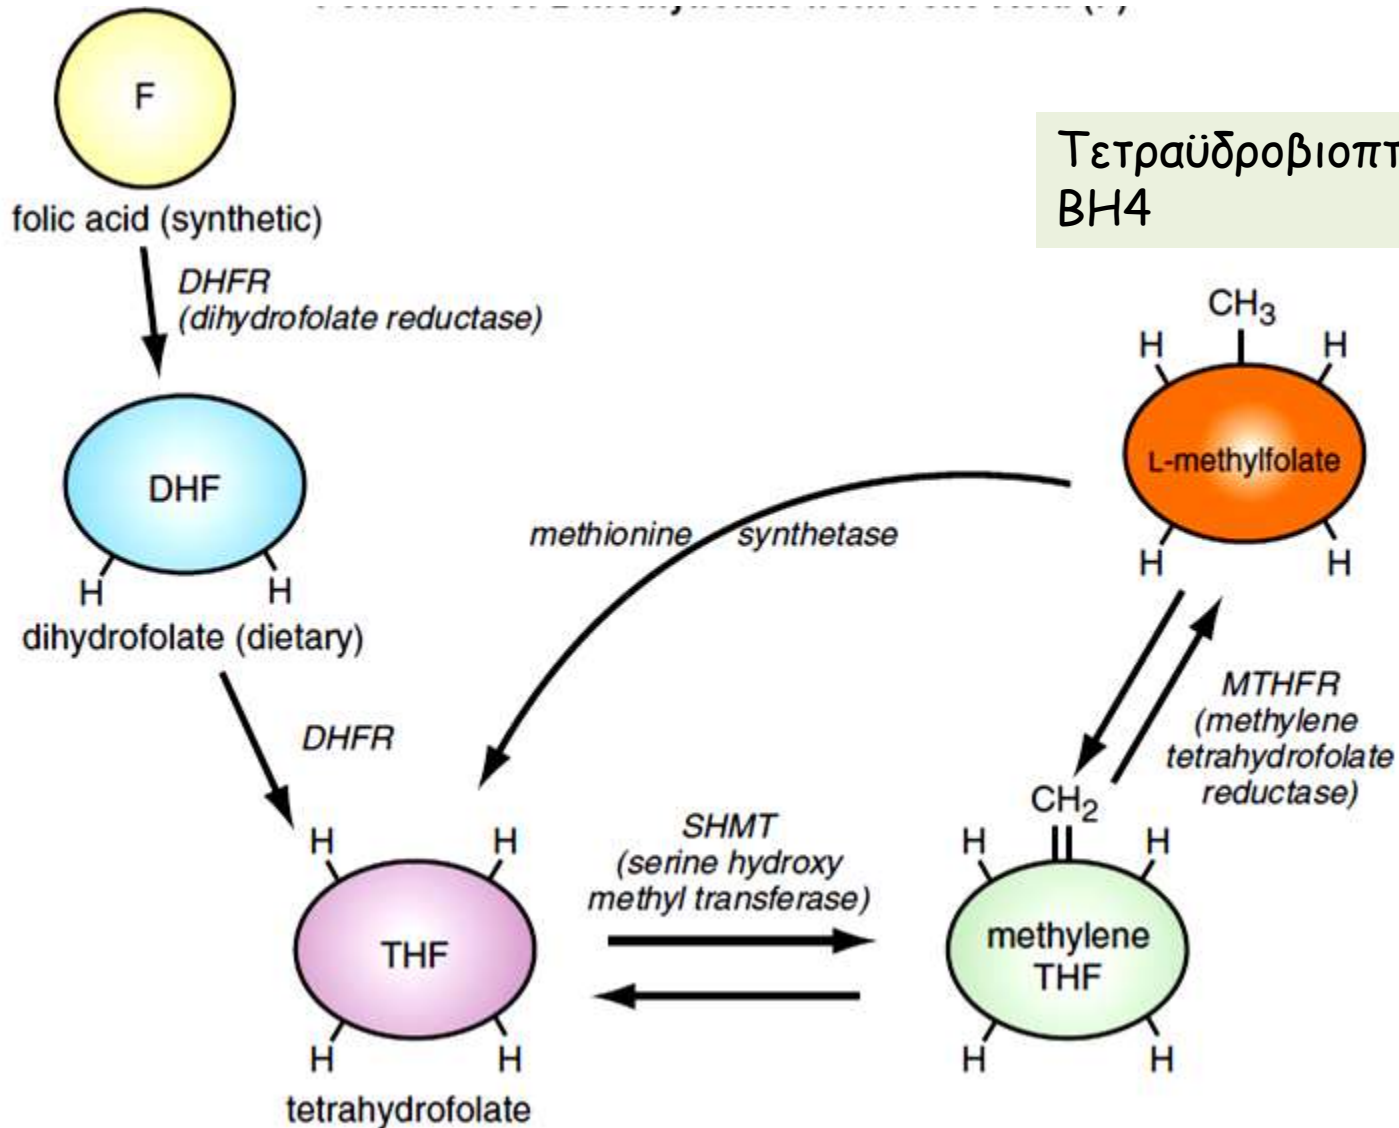 F
folic acid (synthetic)
DHFR
(dihydrofolate reductase)
Τετραϋδροβιοπτ
BH4
CH3
H H
L-methylfolate
H H
DHF
H H
dihydrofolate (dietary)
methionine synthetase
MTHFR
(methylene
tetrahydrofolate
reductase)
DHFR
CH2
H H
SHMT
(serine hydroxy
methyl transferase)
H H
THF
methylene
THF
H H
H H
tetrahydrofolate